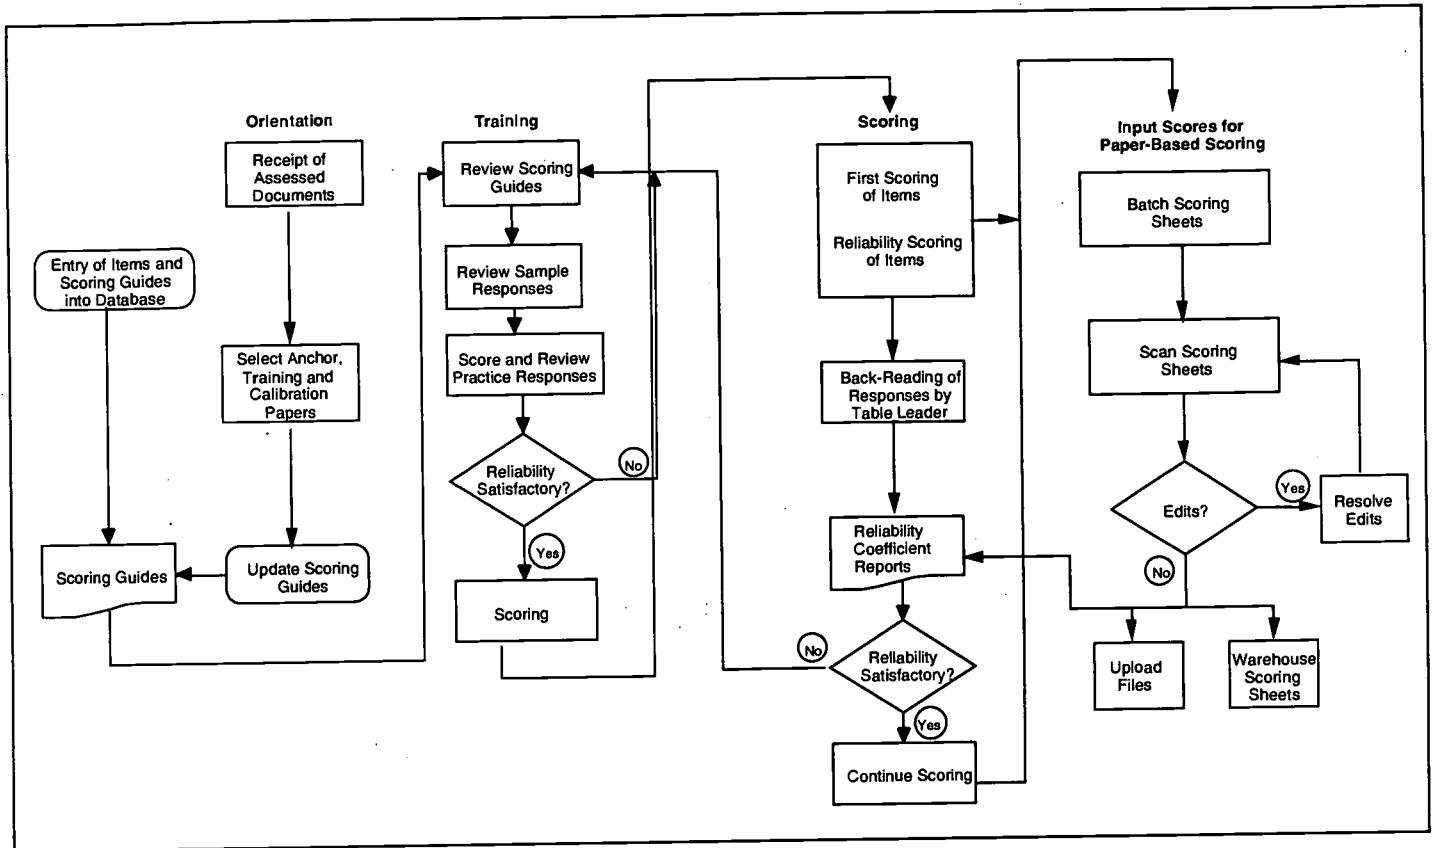 Orientation
Receipt of
Assessed
Documents
Entry of Items and
Scoring Guides
into Database
Select Anchor,
Training and
Calibration
Papers
Scoring Guides
Update Scoring
Guides
Training
Review Scoring
Guides
Review Sample
Responses
Score and Review
Practice Responses
Reliability
Satisfactory?
No
Yes
Scoring
Scoring
First Scoring
of Items
Reliability Scoring
of Items
Back-Reading of
Responses by
Table Leader
Reliability
Coefficient
Reports
No
Reliability
Satisfactory?
Yes
Continue Scoring
Input Scores for
Paper-Based Scoring
Batch Scoring
Sheets
Scan Scoring
Sheets
Edits?
Yes
Resolve
Edits
No
Upload
Files
Warehouse
Scoring
Sheets